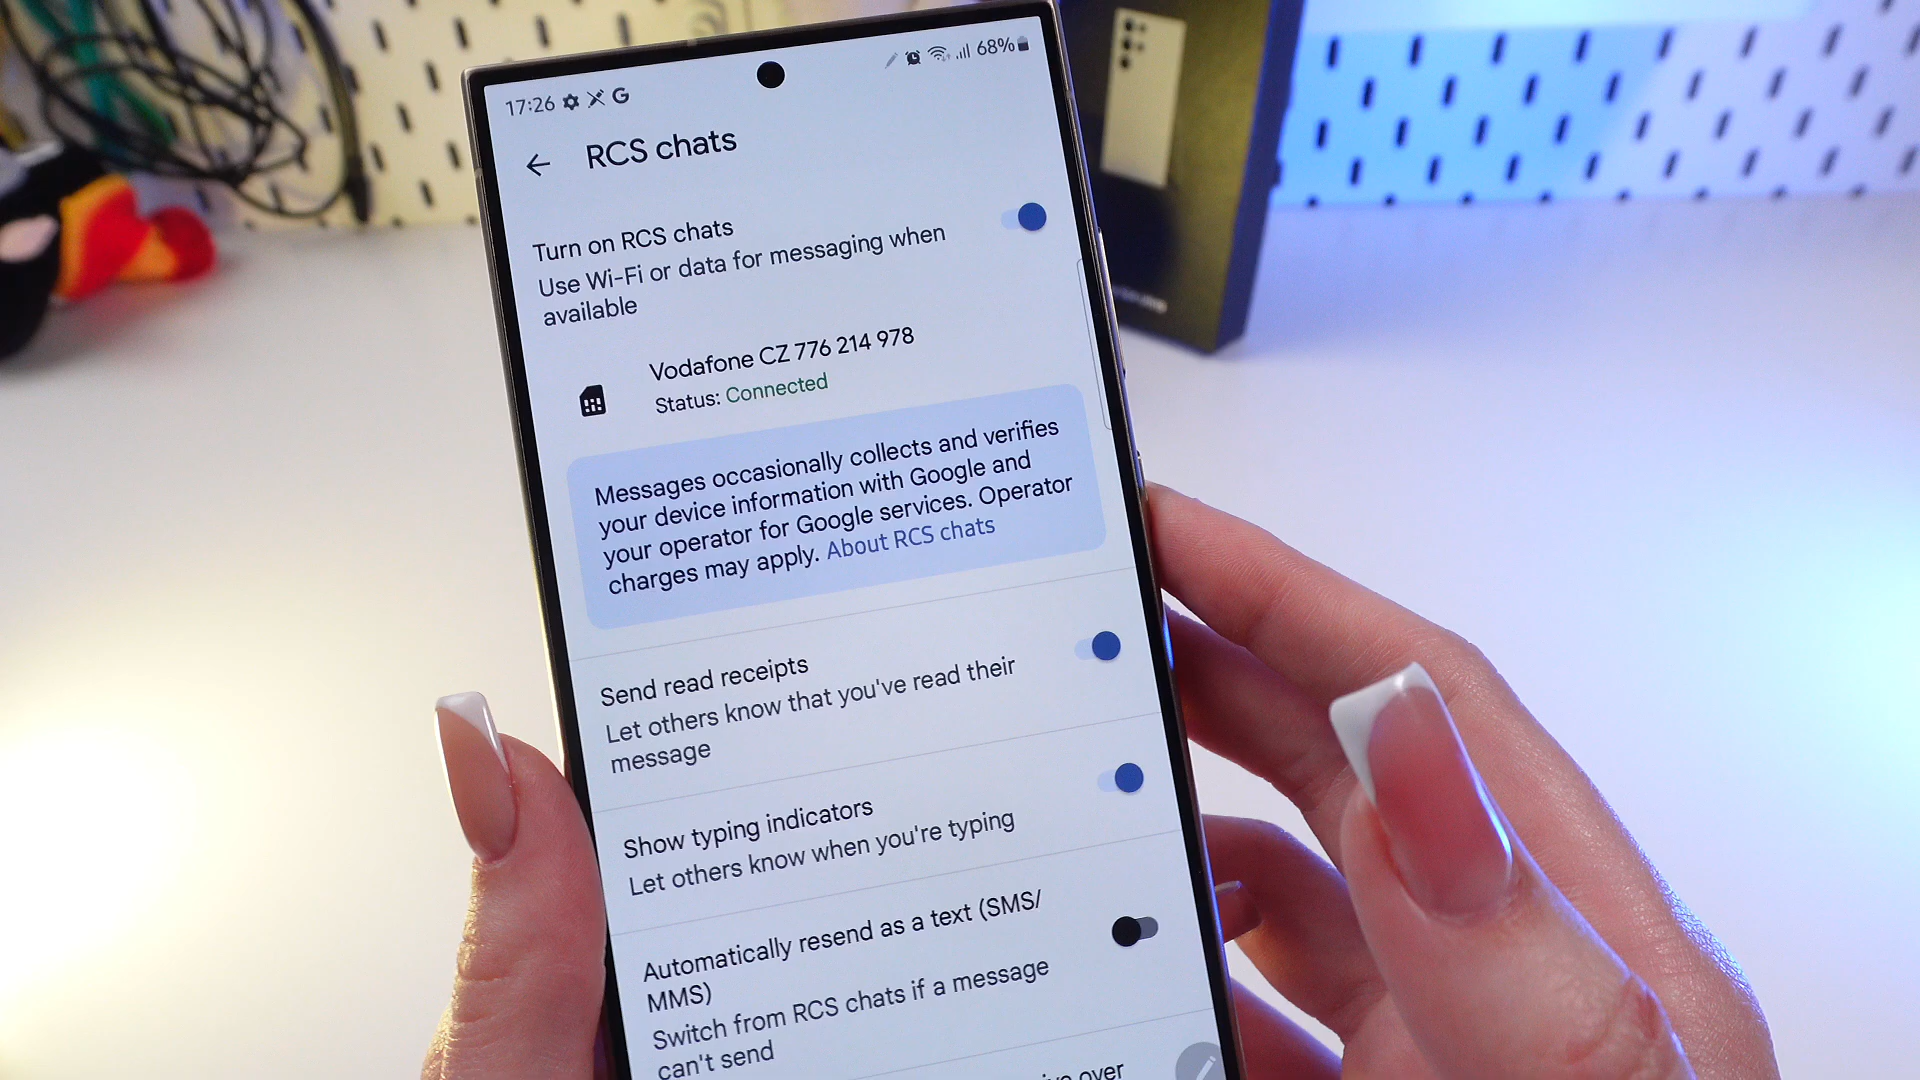 17:26
68%
RCS chats
Turn on RCS chats
Use Wi-Fi or data for messaging when
available
Vodafone CZ 776 214 978
Status: Connected
Messages occasionally collects and verifies
your device information with Google and
your operator for Google services. Operator
charges may apply. About RCS chats
Send read receipts
Let others know that you've read their
message
Show typing indicators
Let others know when you're typing
Automatically resend as a text (SMS/
MMS)
Switch from RCS chats if a message
can't send
over